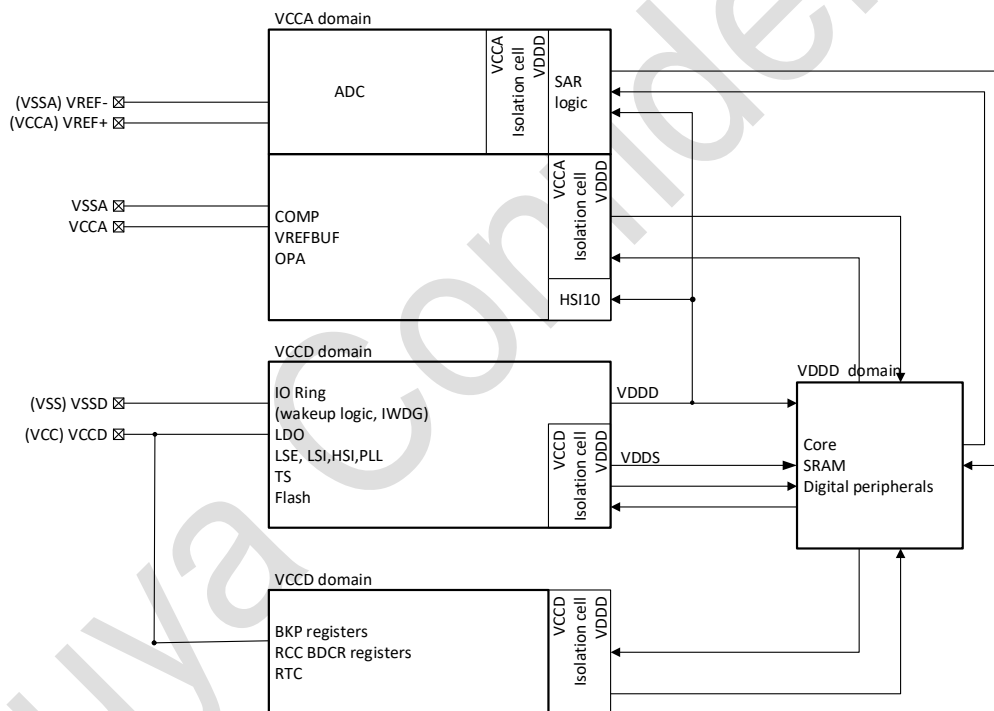 VCCA domain
ADC
VCCA
Isolation cell
VDDD
SAR
logic
(VSSA) VREF-
(VCCA) VREF+
VSSA
VCCA
COMP
VREFBUF
OPA
VCCA
Isolation cell
VDDD
HSI10
VCCD domain
IO Ring
(wakeup logic, IWDG)
LDO
LSE, LSI,HSI,PLL
TS
Flash
(VSS) VSSD
(VCC) VCCD
VCCD
Isolation cell
VDDD
VDDD
VDDS
VDDD domain
Core
SRAM
Digital peripherals
VCCD domain
BKP registers
RCC BDCR registers
RTC
VCCD
Isolation cell
VDDD